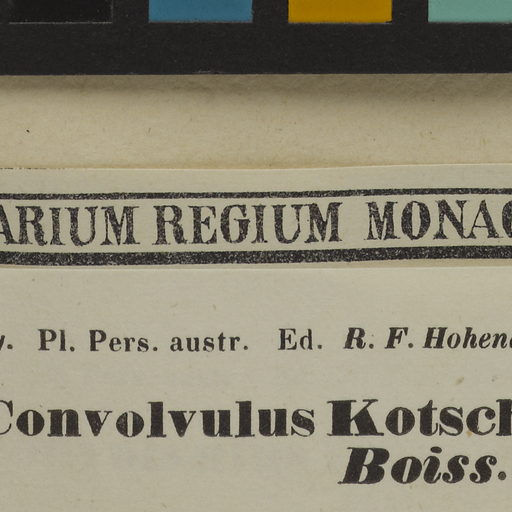 ARIUM REGIUM MONAC
y. Pl. Pers. austr. Ed. R. F. Hohen
Convolvulus Kotsch
Boiss.